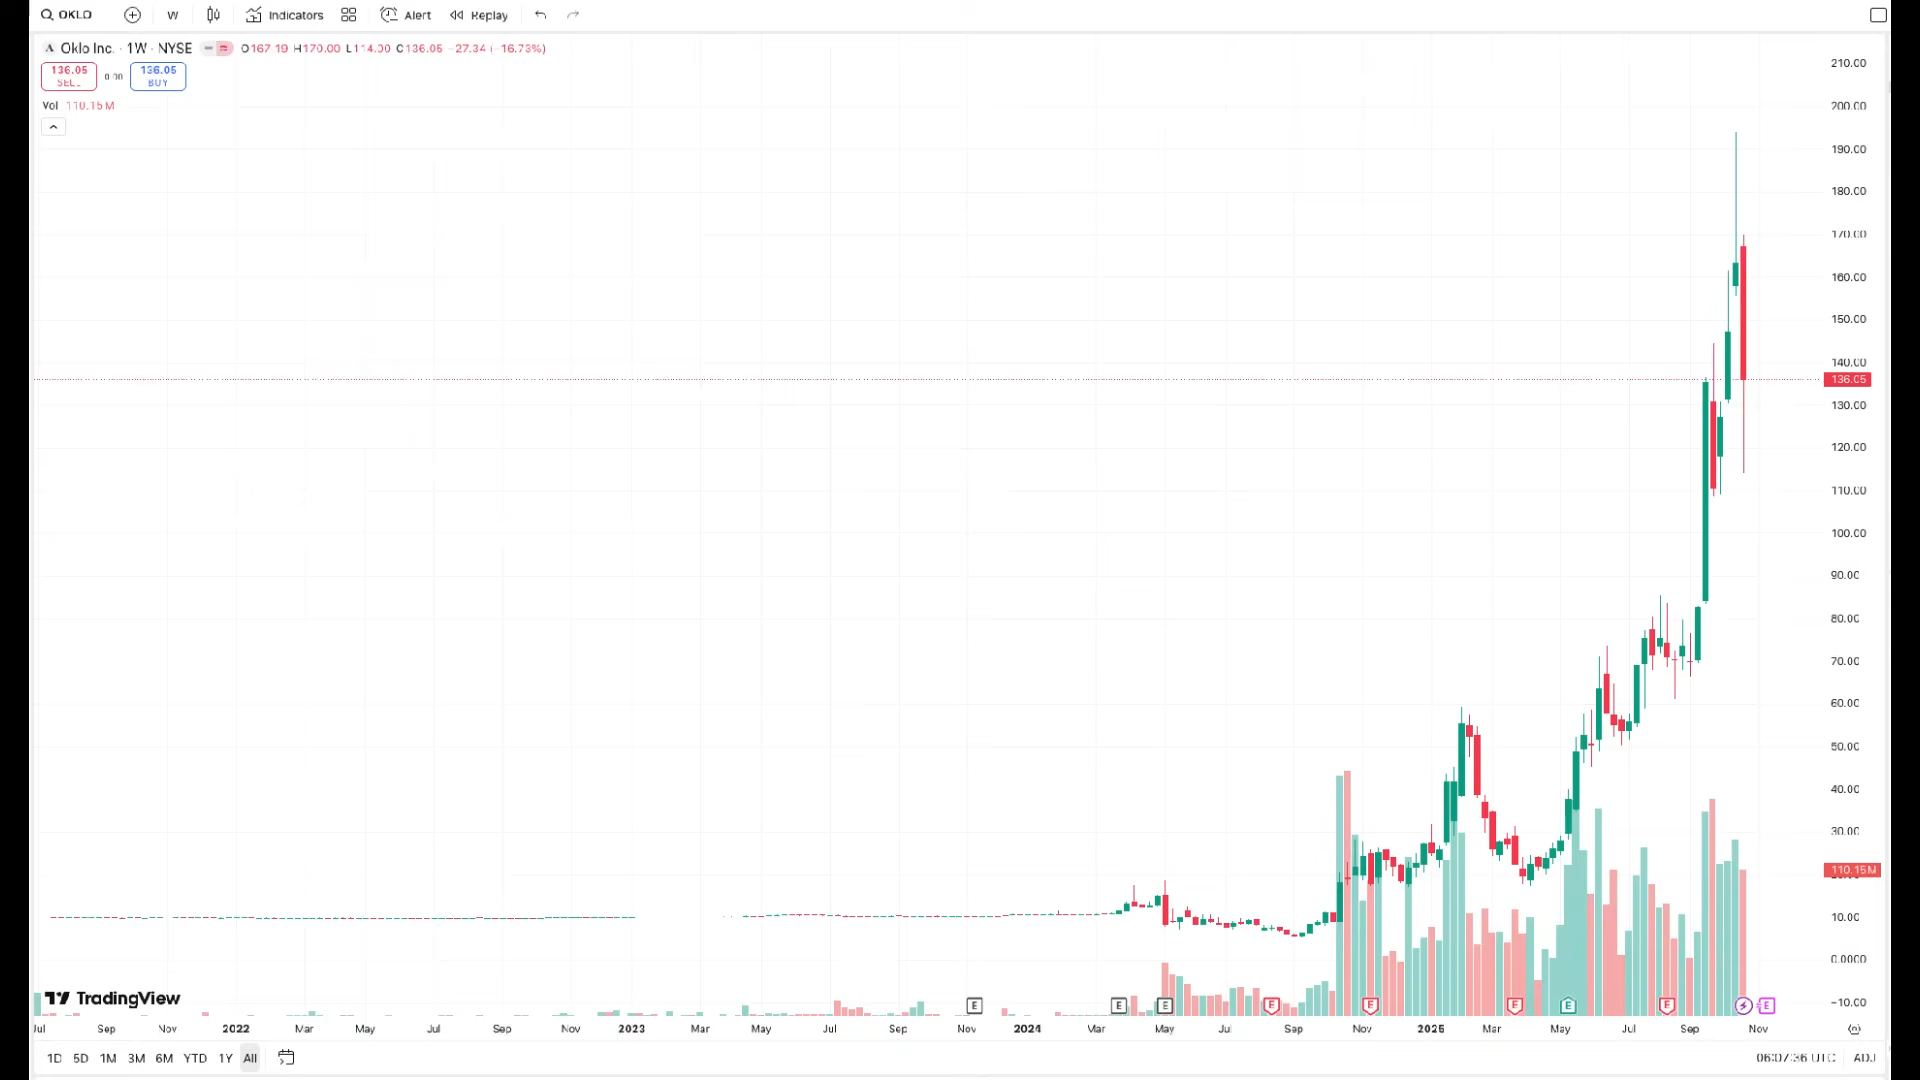 OKLO W Indicators Alert Replay
Oklo Inc. · 1W · NYSE O167.19 H170.00 L114.00 C136.05 −27.34 (−16.73%)
136.05 SELL 0.00 136.05 BUY
Vol 110.15M
210.00
200.00
190.00
180.00
170.00
160.00
150.00
140.00
136.05
130.00
120.00
110.00
100.00
90.00
80.00
70.00
60.00
50.00
40.00
30.00
110.15M
10.00
0.0000
−10.00
TradingView
E E E E E E E E E
Jul Sep Nov 2022 Mar May Jul Sep Nov 2023 Mar May Jul Sep Nov 2024 Mar May Jul Sep Nov 2025 Mar May Jul Sep Nov
1D 5D 1M 3M 6M YTD 1Y All 06:07:36 UTC ADJ